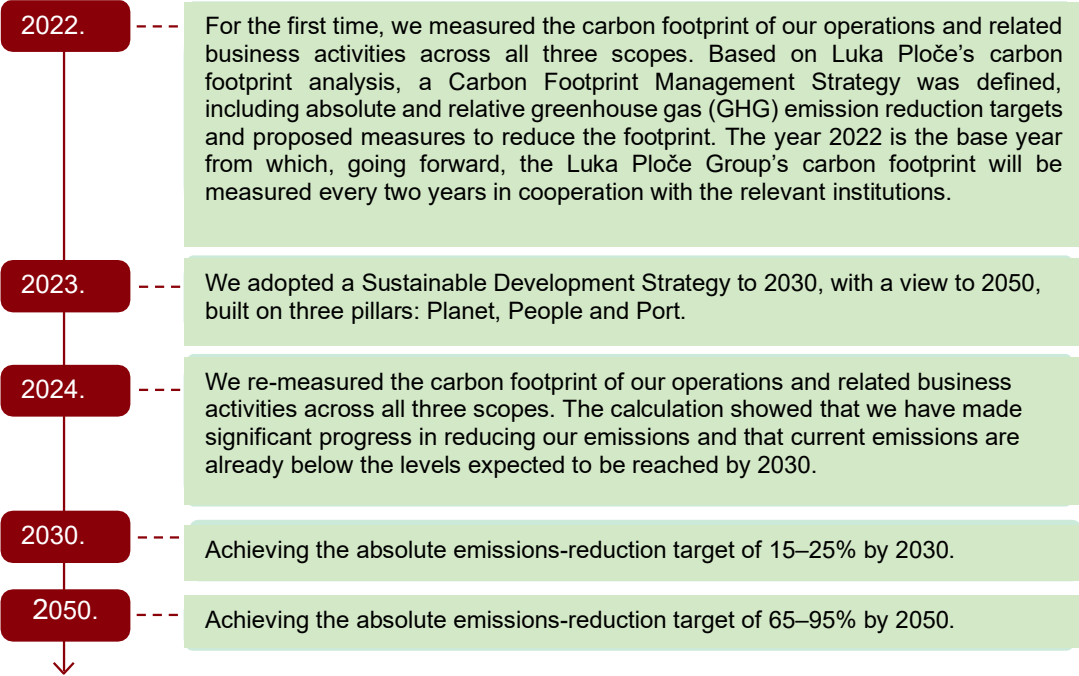 2022.
For the first time, we measured the carbon footprint of our operations and related
business activities across all three scopes. Based on Luka Ploče’s carbon
footprint analysis, a Carbon Footprint Management Strategy was defined,
including absolute and relative greenhouse gas (GHG) emission reduction targets
and proposed measures to reduce the footprint. The year 2022 is the base year
from which, going forward, the Luka Ploče Group’s carbon footprint will be
measured every two years in cooperation with the relevant institutions.
2023.
We adopted a Sustainable Development Strategy to 2030, with a view to 2050,
built on three pillars: Planet, People and Port.
2024.
We re-measured the carbon footprint of our operations and related business
activities across all three scopes. The calculation showed that we have made
significant progress in reducing our emissions and that current emissions are
already below the levels expected to be reached by 2030.
2030.
Achieving the absolute emissions-reduction target of 15–25% by 2030.
2050.
Achieving the absolute emissions-reduction target of 65–95% by 2050.